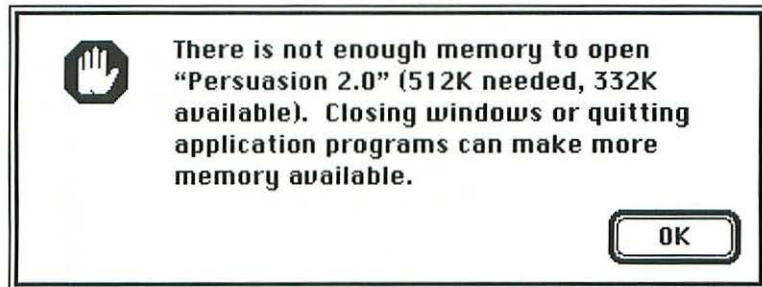 There is not enough memory to open
“Persuasion 2.0” (512K needed, 332K
available).  Closing windows or quitting
application programs can make more
memory available.
OK